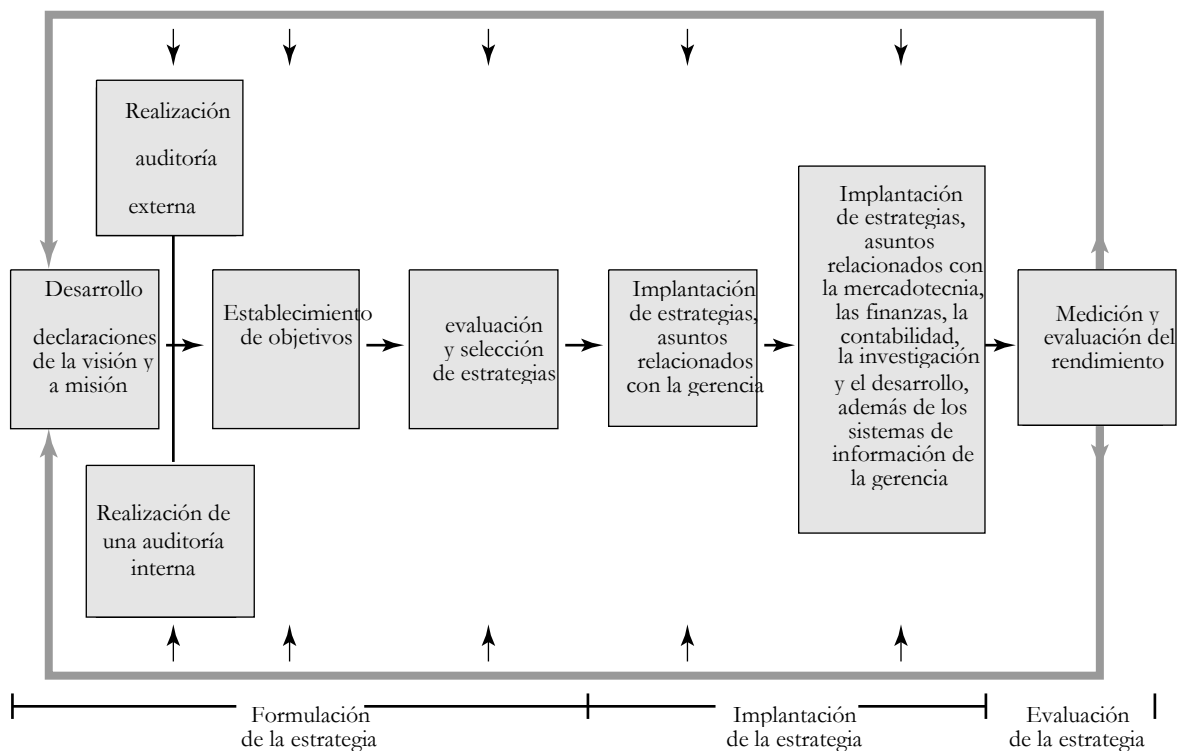 Realización
auditoría
externa
Desarrollo
declaraciones
de la visión y
a misión
Realización de
una auditoría
interna
Establecimiento
de objetivos
evaluación
y selección
de estrategias
Implantación
de estrategias,
asuntos
relacionados
con la gerencia
Implantación
de estrategias,
asuntos
relacionados con
la mercadotecnia,
las finanzas, la
contabilidad,
la investigación
y el desarrollo,
además de los
sistemas de
información de
la gerencia
Medición y
evaluación del
rendimiento
Formulación
de la estrategia
Implantación
de la estrategia
Evaluación
de la estrategia